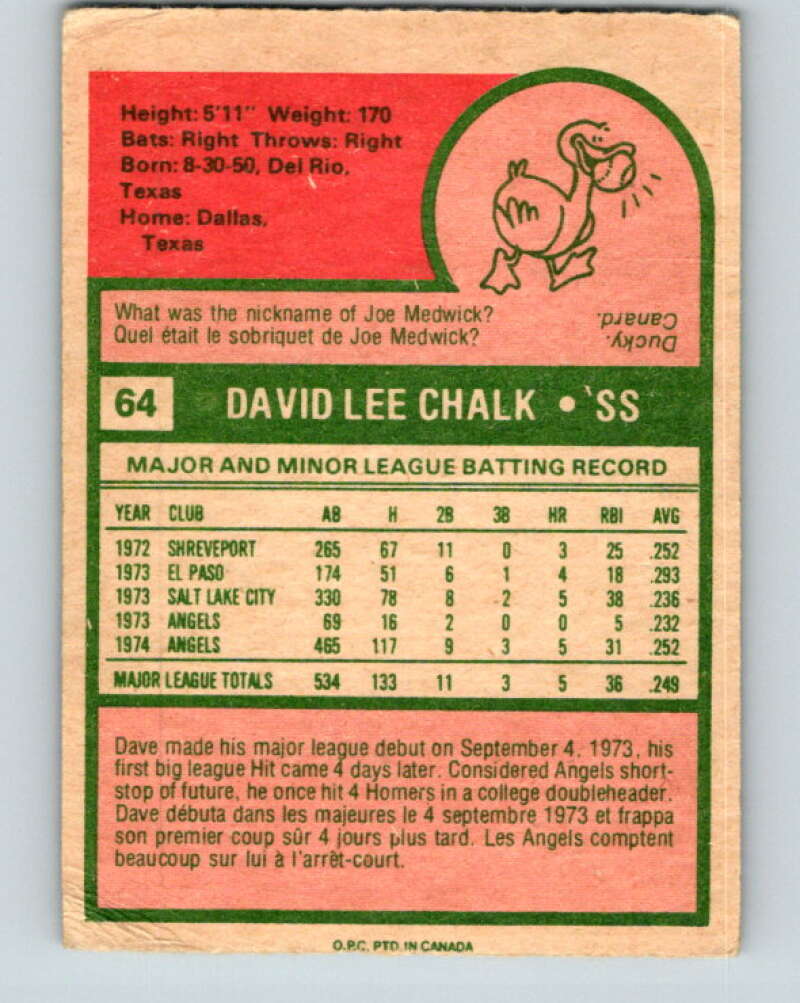 Height: 5'11" Weight: 170
Bats: Right Throws: Right
Born: 8-30-50, Del Rio,
Texas
Home: Dallas,
Texas
What was the nickname of Joe Medwick?
Quel était le sobriquet de Joe Medwick?
Ducky.
Canard.
64 DAVID LEE CHALK • 'SS
MAJOR AND MINOR LEAGUE BATTING RECORD
YEAR CLUB AB H 2B 3B HR RBI AVG
1972 SHREVEPORT 265 67 11 0 3 25 .252
1973 EL PASO 174 51 6 1 4 18 .293
1973 SALT LAKE CITY 330 78 8 2 5 38 .236
1973 ANGELS 69 16 2 0 0 5 .232
1974 ANGELS 465 117 9 3 5 31 .252
MAJOR LEAGUE TOTALS 534 133 11 3 5 36 .249
Dave made his major league debut on September 4, 1973, his
first big league Hit came 4 days later. Considered Angels short-
stop of future, he once hit 4 Homers in a college doubleheader.
Dave débuta dans les majeures le 4 septembre 1973 et frappa
son premier coup sûr 4 jours plus tard. Les Angels comptent
beaucoup sur lui à l'arrêt-court.
O.P.C. PTD. IN CANADA